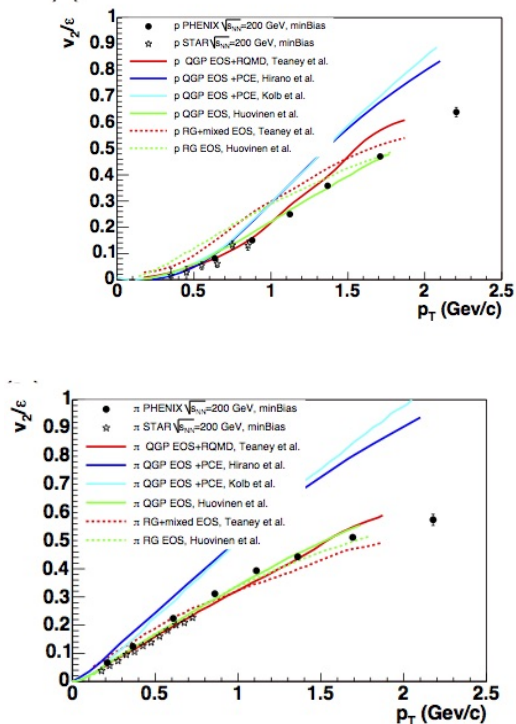 v₂/ε
1
0.9
0.8
0.7
0.6
0.5
0.4
0.3
0.2
0.1
0
p PHENIX √sNN=200 GeV, minBias
p STAR √sNN=200 GeV, minBias
p QGP EOS+RQMD, Teaney et al.
p QGP EOS +PCE, Hirano et al.
p QGP EOS +PCE, Kolb et al.
p QGP EOS, Huovinen et al.
p RG+mixed EOS, Teaney et al.
p RG EOS, Huovinen et al.
0 0.5 1 1.5 2 2.5
pT (Gev/c)
v₂/ε
1
0.9
0.8
0.7
0.6
0.5
0.4
0.3
0.2
0.1
0
π PHENIX √sNN=200 GeV, minBias
π STAR √sNN=200 GeV, minBias
π QGP EOS+RQMD, Teaney et al.
π QGP EOS +PCE, Hirano et al.
π QGP EOS +PCE, Kolb et al.
π QGP EOS, Huovinen et al.
π RG+mixed EOS, Teaney et al.
π RG EOS, Huovinen et al.
0 0.5 1 1.5 2 2.5
pT (Gev/c)